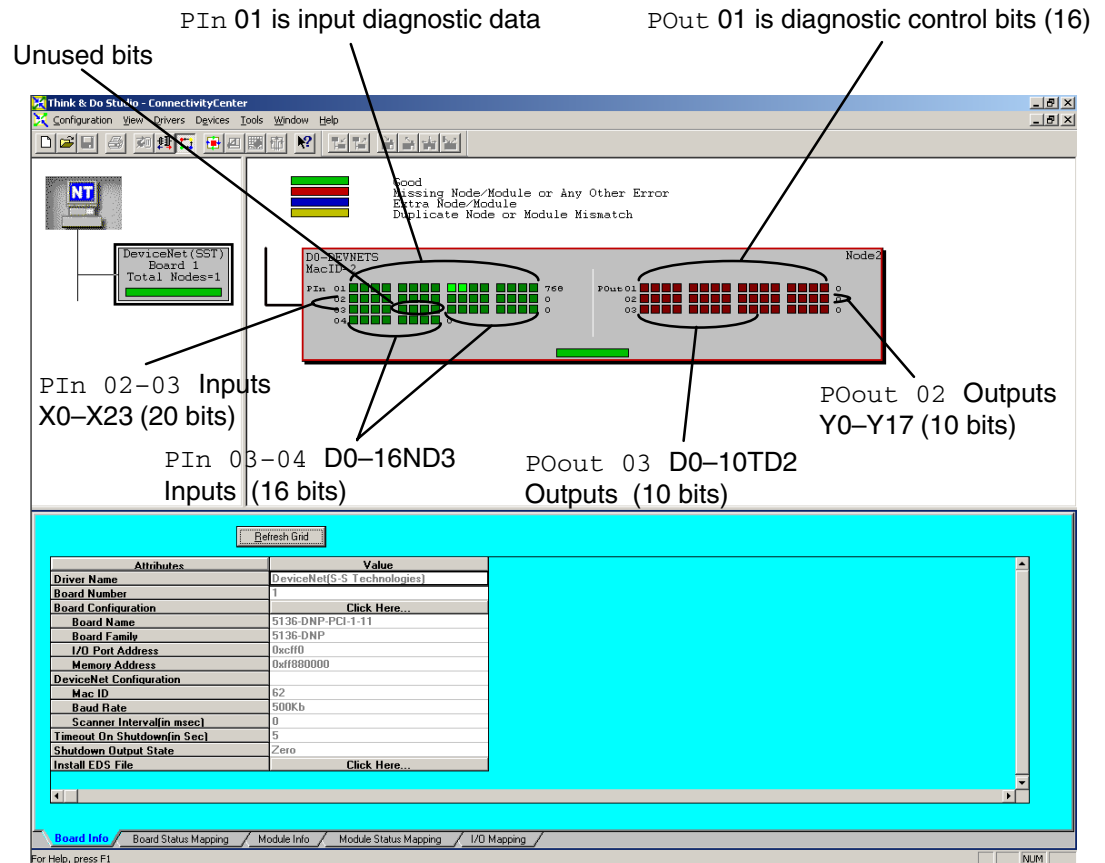 PIn 01 is input diagnostic data
POut 01 is diagnostic control bits (16)
Unused bits
Think & Do Studio - ConnectivityCenter
Configuration View Drivers Devices Tools Window Help
NT
DeviceNet(SST)
Board 1
Total Nodes=1
Good
Missing Node/Module or Any Other Error
Extra Node/Module
Duplicate Node or Module Mismatch
D0-DEVNETS
Node2
MacID-2
PIn 01 768 POut 01 0
02 0 02 0
03 0 03 0
04 0
PIn 02–03 Inputs
X0–X23 (20 bits)
POout 02 Outputs
Y0–Y17 (10 bits)
PIn 03–04 D0–16ND3
Inputs (16 bits)
POout 03 D0–10TD2
Outputs (10 bits)
Refresh Grid
Attributes Value
Driver Name DeviceNet(S-S Technologies)
Board Number 1
Board Configuration Click Here...
Board Name 5136-DNP-PCI-1-11
Board Family 5136-DNP
I/O Port Address 0xcff0
Memory Address 0xff880000
DeviceNet Configuration
Mac ID 62
Baud Rate 500Kb
Scanner Interval(in msec) 0
Timeout On Shutdown(in Sec) 5
Shutdown Output State Zero
Install EDS File Click Here...
Board Info Board Status Mapping Module Info Module Status Mapping I/O Mapping
For Help, press F1
NUM